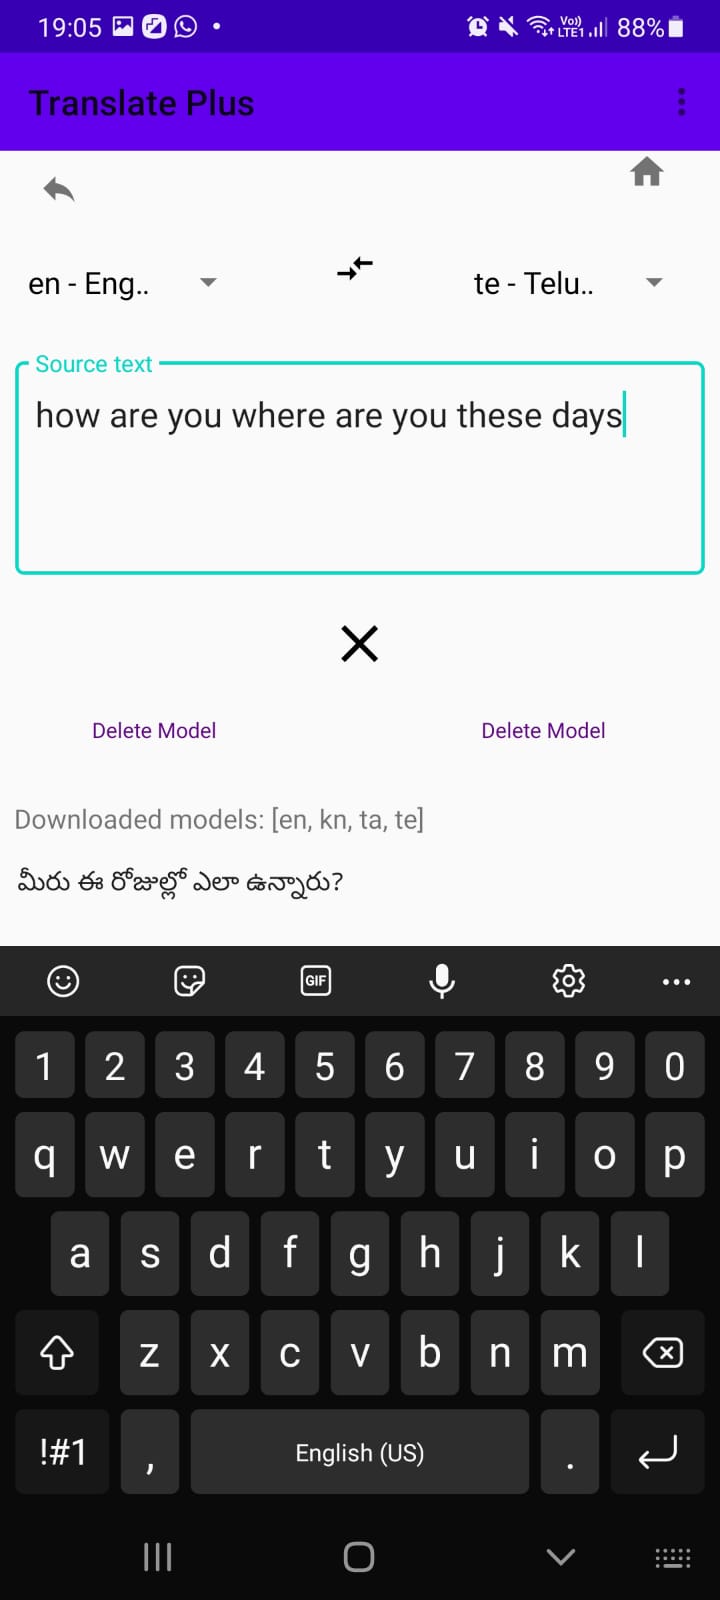 19:05 Vo)) LTE1 88%
Translate Plus
en - Eng.. te - Telu..
Source text
how are you where are you these days
Delete Model Delete Model
Downloaded models: [en, kn, ta, te]
మీరు ఈ రోజుల్లో ఎలా ఉన్నారు?
GIF
1 2 3 4 5 6 7 8 9 0
q w e r t y u i o p
a s d f g h j k l
z x c v b n m
!#1 , English (US) .